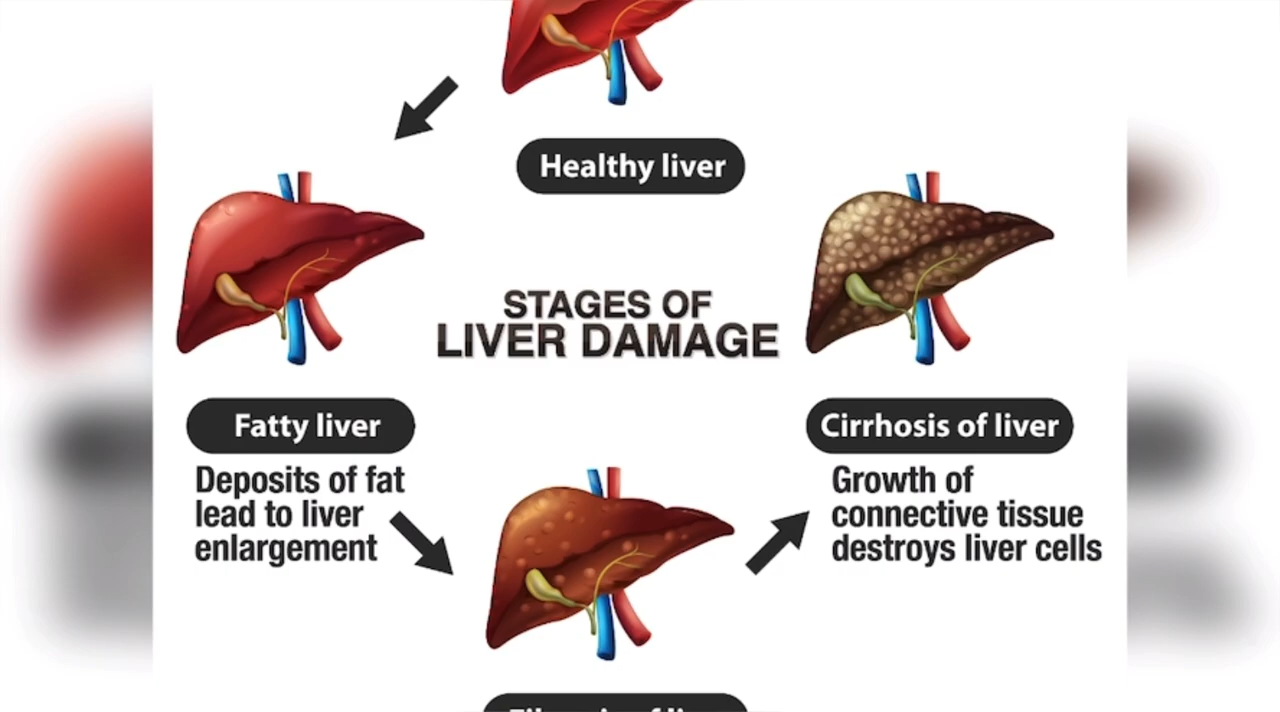 Healthy liver
STAGES OF
LIVER DAMAGE
Fatty liver
Deposits of fat
lead to liver
enlargement
Cirrhosis of liver
Growth of
connective tissue
destroys liver cells